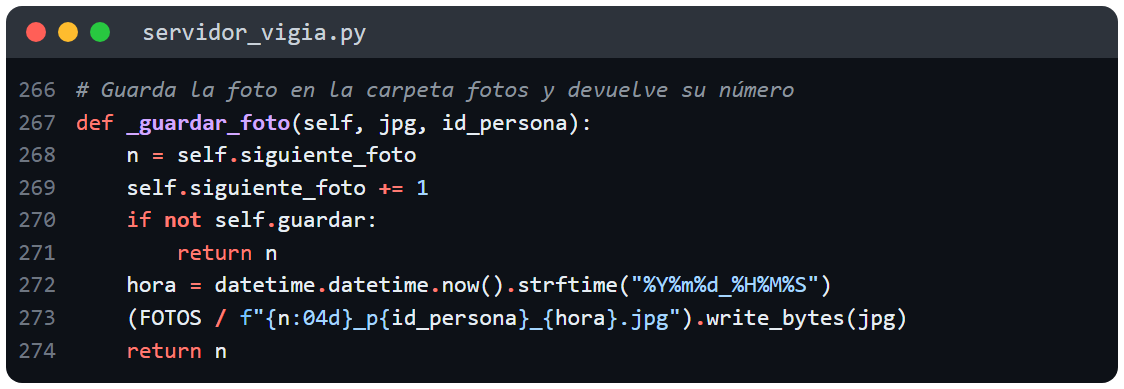 servidor_vigia.py
266 # Guarda la foto en la carpeta fotos y devuelve su número
267 def _guardar_foto(self, jpg, id_persona):
268     n = self.siguiente_foto
269     self.siguiente_foto += 1
270     if not self.guardar:
271         return n
272     hora = datetime.datetime.now().strftime("%Y%m%d_%H%M%S")
273     (FOTOS / f"{n:04d}_p{id_persona}_{hora}.jpg").write_bytes(jpg)
274     return n